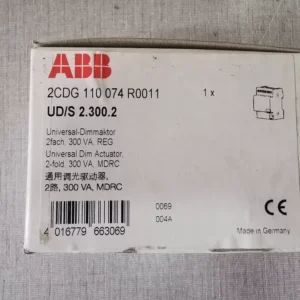 ABB
2CDG 110 074 R0011 1 x
UD/S 2.300.2
Universal-Dimmaktor
2fach, 300 VA, REG
Universal Dim Actuator,
2-fold, 300 VA, MDRC
通用调光驱动器,
2路, 300 VA, MDRC
0069
004A
CE
4 016779 663069
Made in Germany